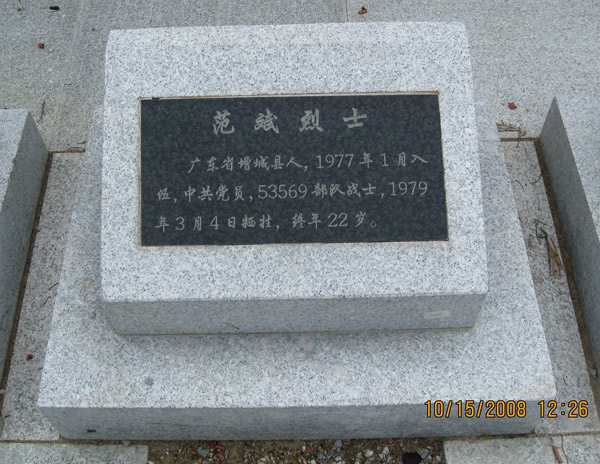 范斌烈士
广东省增城县人，1977年1月入
伍，中共党员，53569部队战士，1979
年3月4日牺牲，终年22岁。
10/15/2008 12:26